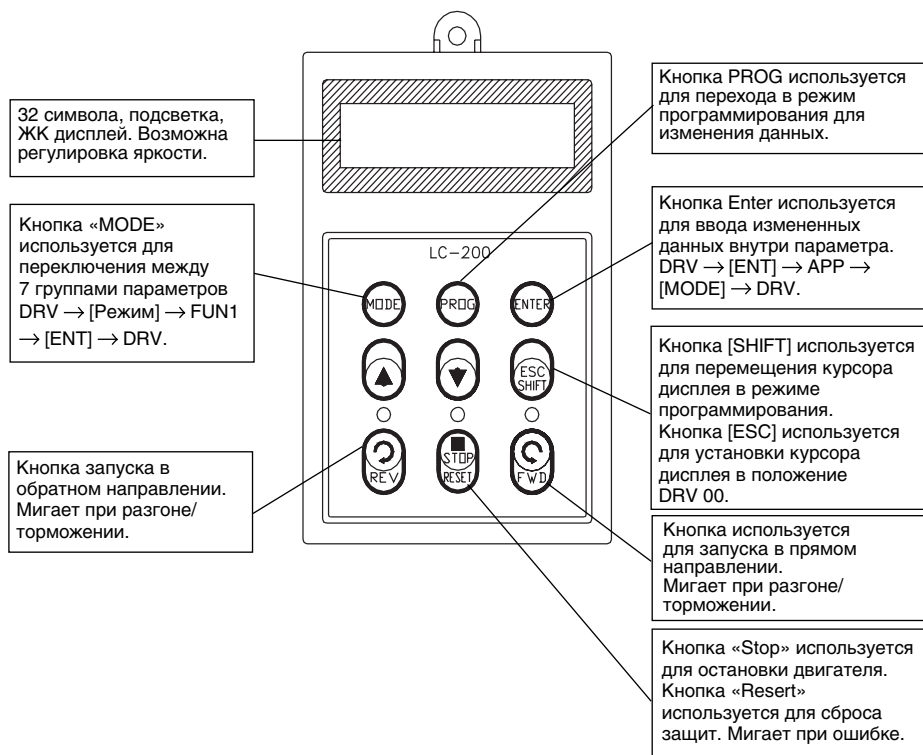 32 символа, подсветка,
ЖК дисплей. Возможна
регулировка яркости.
Кнопка «MODE»
используется для
переключения между
7 группами параметров
DRV → [Режим] → FUN1
→ [ENT] → DRV.
Кнопка запуска в
обратном направлении.
Мигает при разгоне/
торможении.
LC-200
MODE
PROG
ENTER
ESC
SHIFT
REV
STOP
RESET
FWD
Кнопка PROG используется
для перехода в режим
программирования для
изменения данных.
Кнопка Enter используется
для ввода измененных
данных внутри параметра.
DRV → [ENT] → APP →
[MODE] → DRV.
Кнопка [SHIFT] используется
для перемещения курсора
дисплея в режиме
программирования.
Кнопка [ESC] используется
для установки курсора
дисплея в положение
DRV 00.
Кнопка используется
для запуска в прямом
направлении.
Мигает при разгоне/
торможении.
Кнопка «Stop» используется
для остановки двигателя.
Кнопка «Resert»
используется для сброса
защит. Мигает при ошибке.